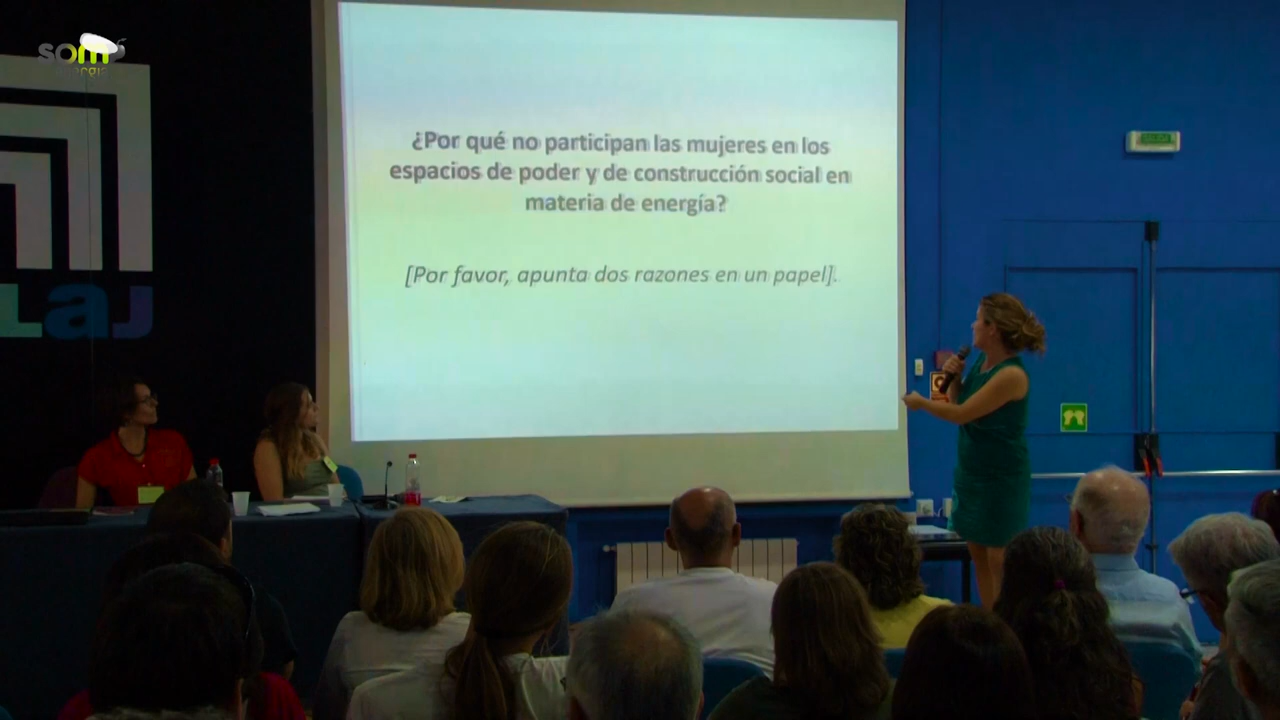 som
energia
¿Por qué no participan las mujeres en los
espacios de poder y de construcción social en
materia de energía?
[Por favor, apunta dos razones en un papel].